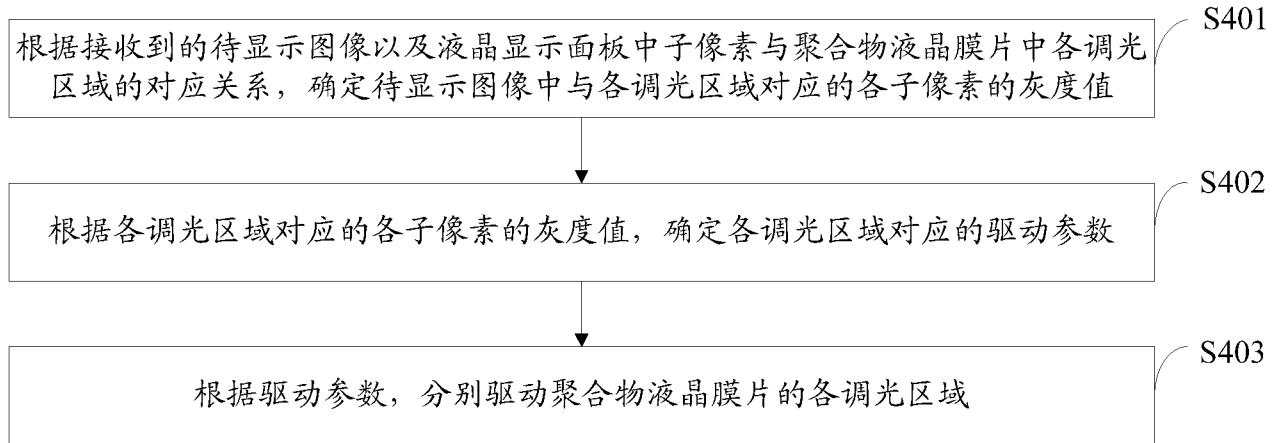 S401
根据接收到的待显示图像以及液晶显示面板中子像素与聚合物液晶膜片中各调光
区域的对应关系，确定待显示图像中与各调光区域对应的各子像素的灰度值
S402
根据各调光区域对应的各子像素的灰度值，确定各调光区域对应的驱动参数
S403
根据驱动参数，分别驱动聚合物液晶膜片的各调光区域